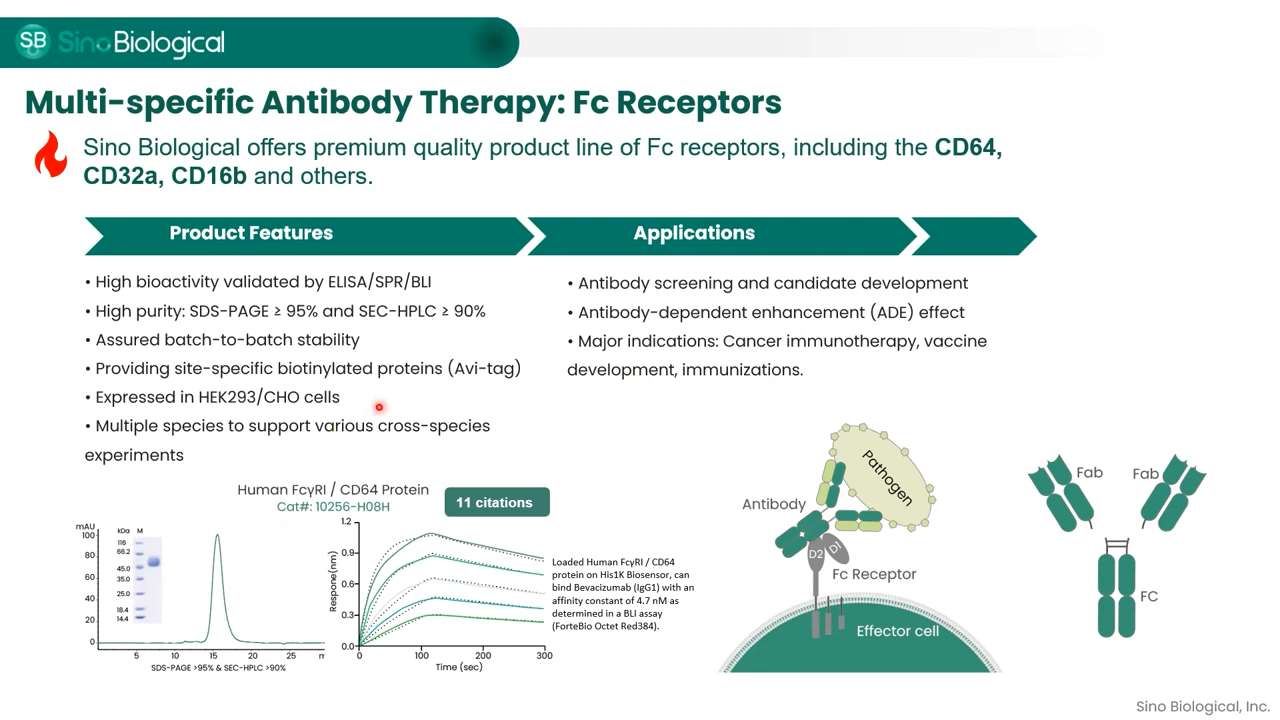 SB SinoBiological
Multi-specific Antibody Therapy: Fc Receptors
Sino Biological offers premium quality product line of Fc receptors, including the CD64,
CD32a, CD16b and others.
Product Features
• High bioactivity validated by ELISA/SPR/BLI
• High purity: SDS-PAGE ≥ 95% and SEC-HPLC ≥ 90%
• Assured batch-to-batch stability
• Providing site-specific biotinylated proteins (Avi-tag)
• Expressed in HEK293/CHO cells
• Multiple species to support various cross-species
experiments
Applications
• Antibody screening and candidate development
• Antibody-dependent enhancement (ADE) effect
• Major indications: Cancer immunotherapy, vaccine
development, immunizations.
Human FcγRI / CD64 Protein
Cat#: 10256-H08H
11 citations
mAU
100
80
60
40
20
0
kDa M
116
66.2
45.0
35.0
25.0
18.4
14.4
5 10 15 20 25 m
SDS-PAGE >95% & SEC-HPLC >90%
Respone(nm)
1.2
0.9
0.6
0.3
0.0
0 100 200 300
Time (sec)
Loaded Human FcγRI / CD64
protein on His1K Biosensor, can
bind Bevacizumab (IgG1) with an
affinity constant of 4.7 nM as
determined in a BLI assay
(ForteBio Octet Red384).
Pathogen
Antibody
D2 D1
Fc Receptor
Effector cell
Fab Fab
FC
Sino Biological, Inc.